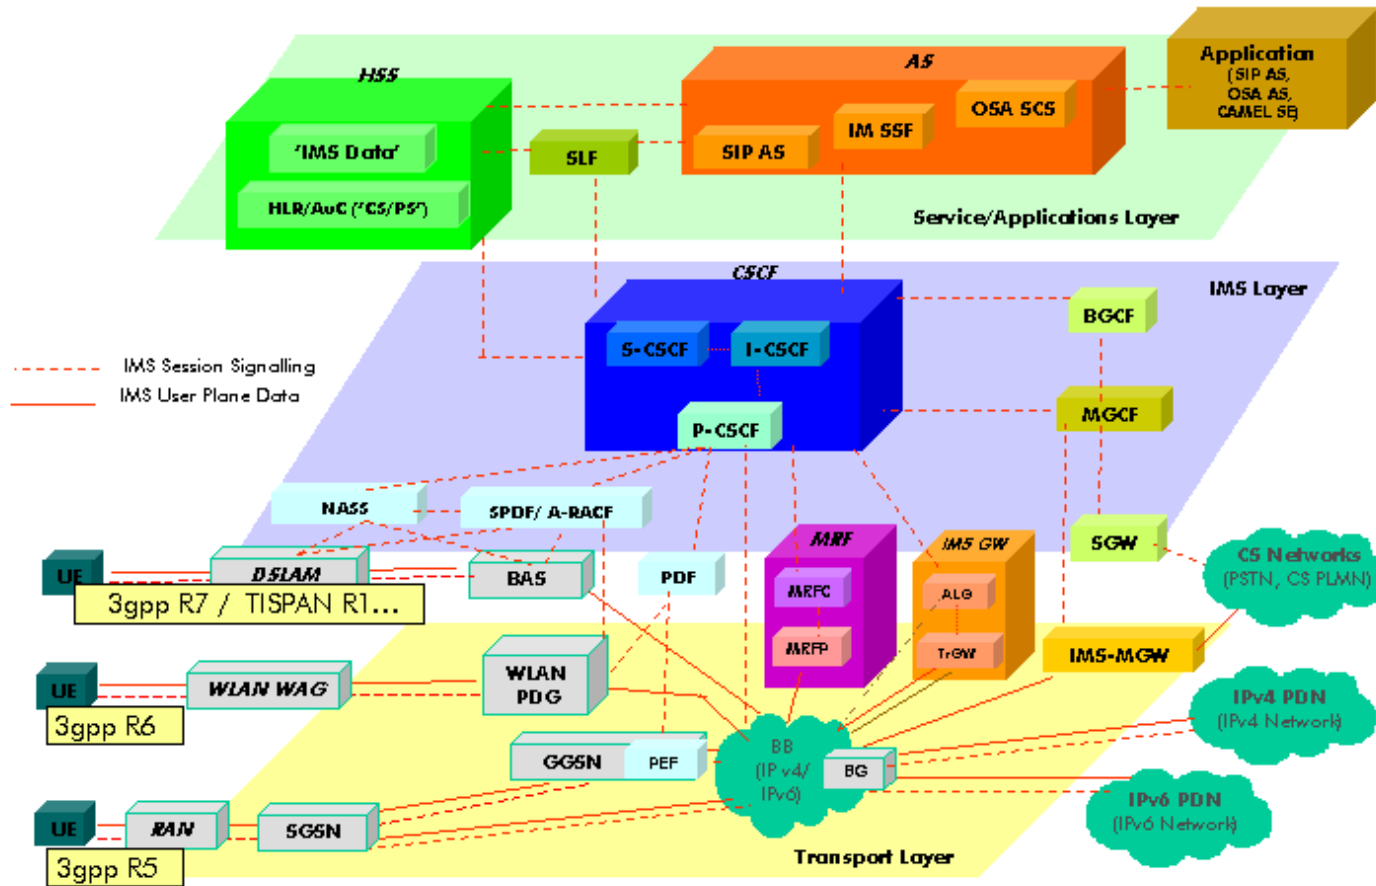 HSS
AS
Application
(SIP AS,
OSA AS,
CAMEL SE)
'IMS Data'
HLR/AuC ('CS/PS')
SLF
SIP AS
IM SSF
OSA SCS
Service/Applications Layer
CSCF
IMS Layer
S-CSCF
I-CSCF
P-CSCF
BGCF
MGCF
IMS Session Signalling
IMS User Plane Data
NASS
SPDF/ A-RACF
SGW
CS Networks
(PSTN, CS PLMN)
UE
DSLAM
BAS
PDF
MRF
MRFC
MRFP
IMS GW
ALG
TrGW
3gpp R7 / TISPAN R1...
IMS-MGW
UE
WLAN WAG
WLAN
PDG
3gpp R6
IPv4 PDN
(IPv4 Network)
GGSN
PEF
BB
(IP v4/
IPv6)
BG
IPv6 PDN
(IPv6 Network)
UE
RAN
SGSN
3gpp R5
Transport Layer